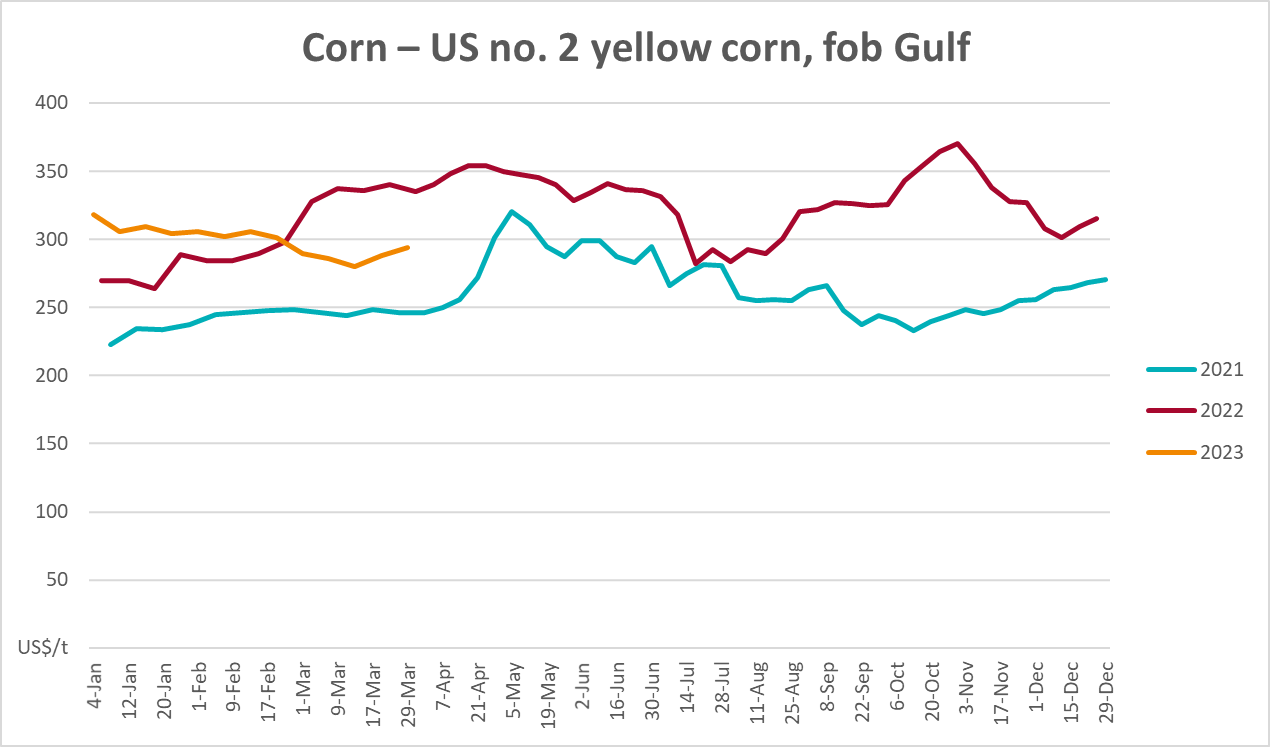 Corn – US no. 2 yellow corn, fob Gulf
400
350
300
250
200
150
100
50
US$/t
4-Jan
12-Jan
20-Jan
1-Feb
9-Feb
17-Feb
1-Mar
9-Mar
17-Mar
29-Mar
7-Apr
21-Apr
5-May
19-May
2-Jun
16-Jun
30-Jun
14-Jul
28-Jul
11-Aug
25-Aug
8-Sep
22-Sep
6-Oct
20-Oct
3-Nov
17-Nov
1-Dec
15-Dec
29-Dec
2021
2022
2023